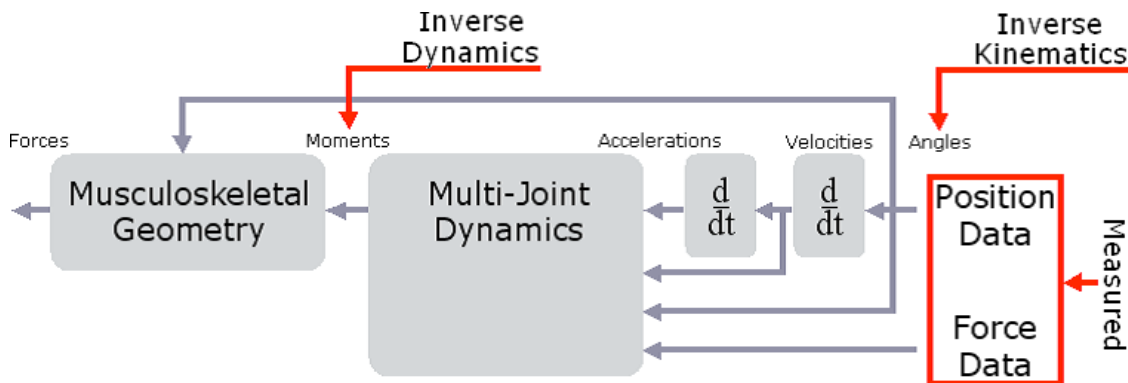 Inverse
Dynamics
Inverse
Kinematics
Forces
Moments
Accelerations
Velocities
Angles
Musculoskeletal
Geometry
Multi-Joint
Dynamics
d
dt
d
dt
Position
Data
Force
Data
Measured